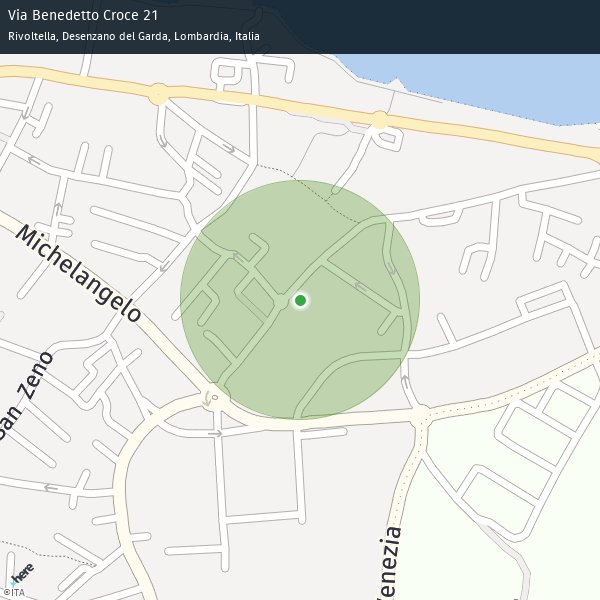 Via Benedetto Croce 21
Rivoltella, Desenzano del Garda, Lombardia, Italia
Michelangelo
San Zeno
Venezia
here
©ITA